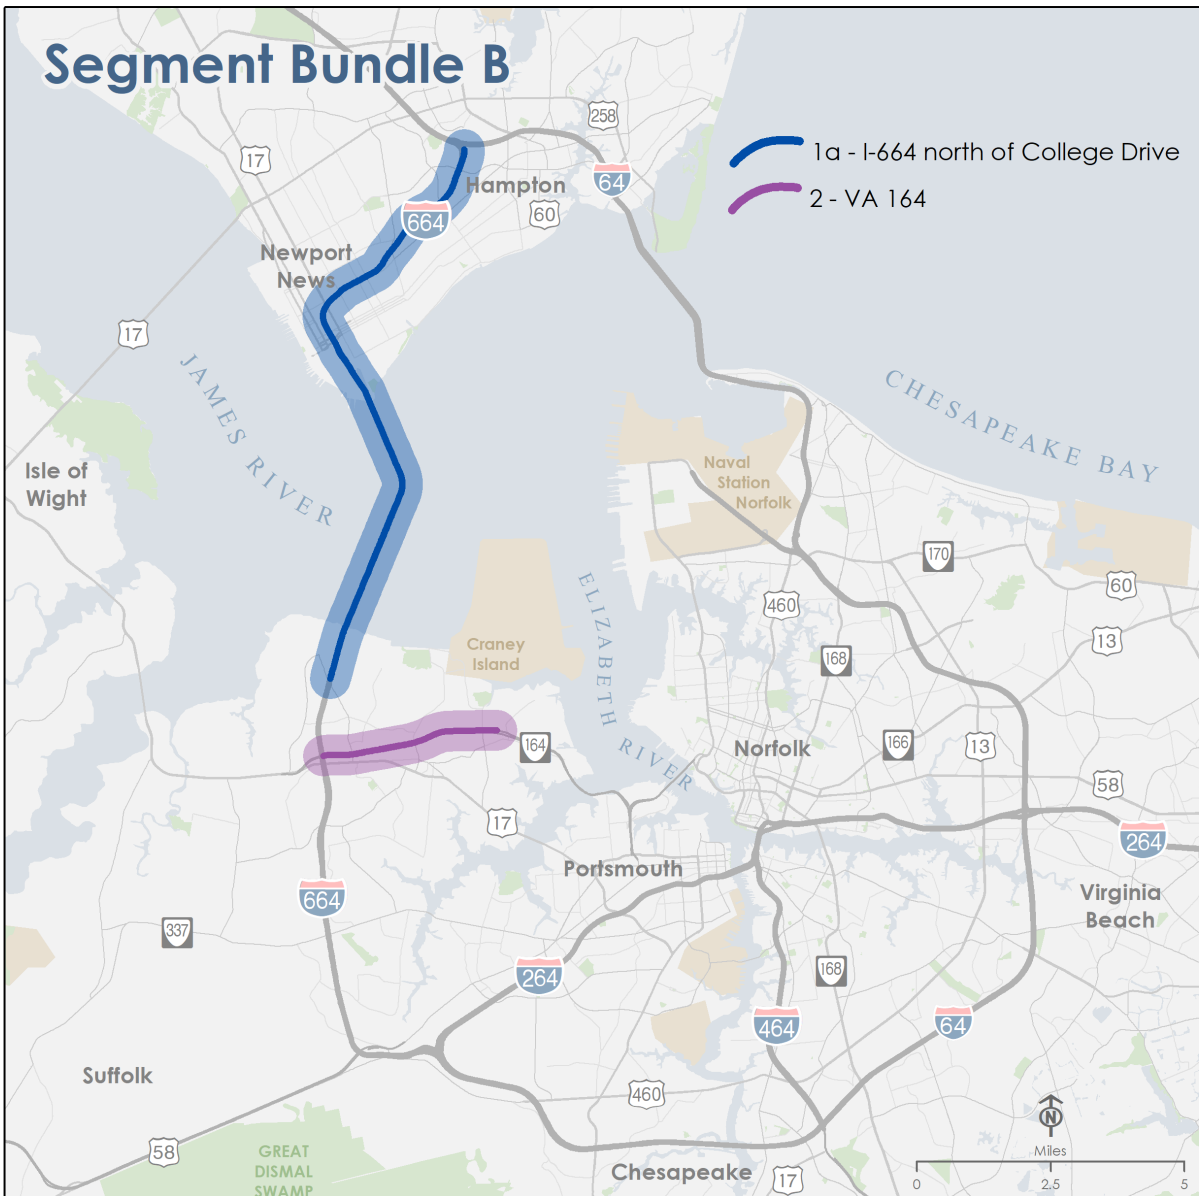 Segment Bundle B
258
1a - I-664 north of College Drive
17
Hampton
64
2 - VA 164
60
664
Newport
News
17
JAMES RIVER
CHESAPEAKE BAY
Isle of
Wight
Naval
Station
Norfolk
170
60
ELIZABETH RIVER
460
13
Craney
Island
168
164
Norfolk
166
13
58
17
264
Portsmouth
664
Virginia
Beach
337
264
168
464
64
Suffolk
460
N
58
GREAT
DISMAL
SWAMP
Miles
Chesapeake
17
0
2.5
5